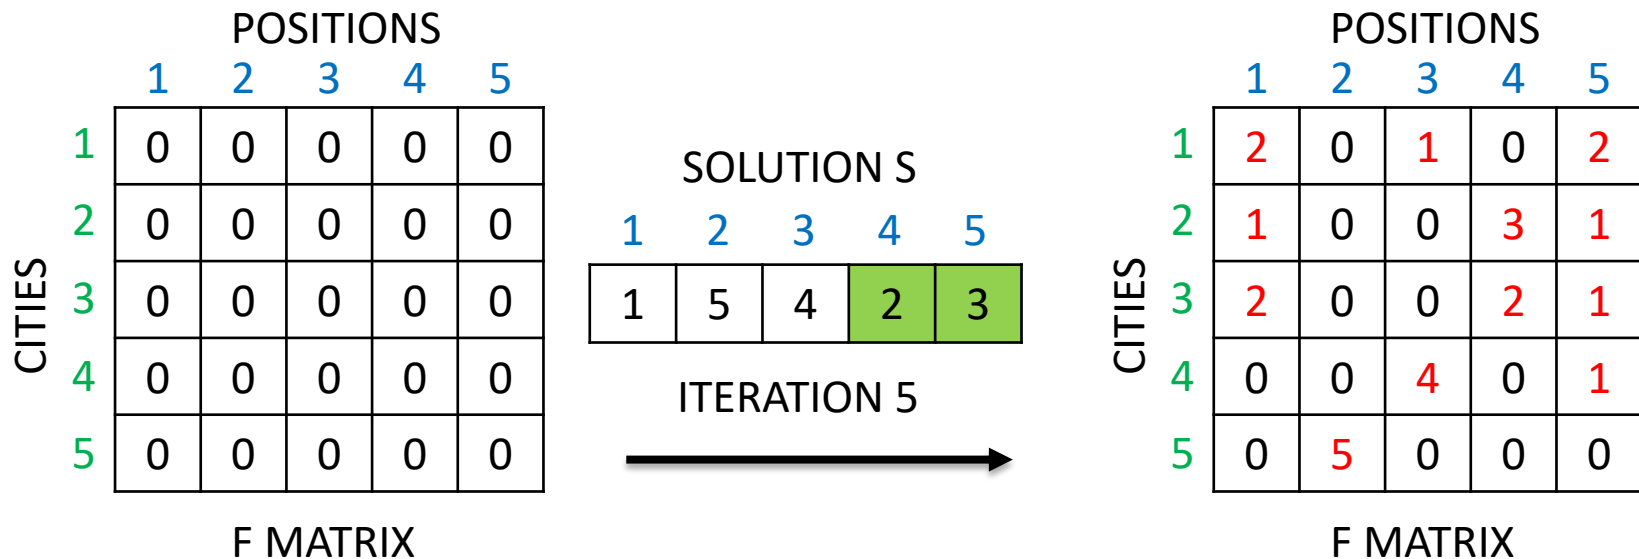 POSITIONS
1 2 3 4 5
CITIES
1 0 0 0 0 0
2 0 0 0 0 0
3 0 0 0 0 0
4 0 0 0 0 0
5 0 0 0 0 0
F MATRIX
SOLUTION S
1 2 3 4 5
1 5 4 2 3
ITERATION 5
POSITIONS
1 2 3 4 5
CITIES
1 2 0 1 0 2
2 1 0 0 3 1
3 2 0 0 2 1
4 0 0 4 0 1
5 0 5 0 0 0
F MATRIX